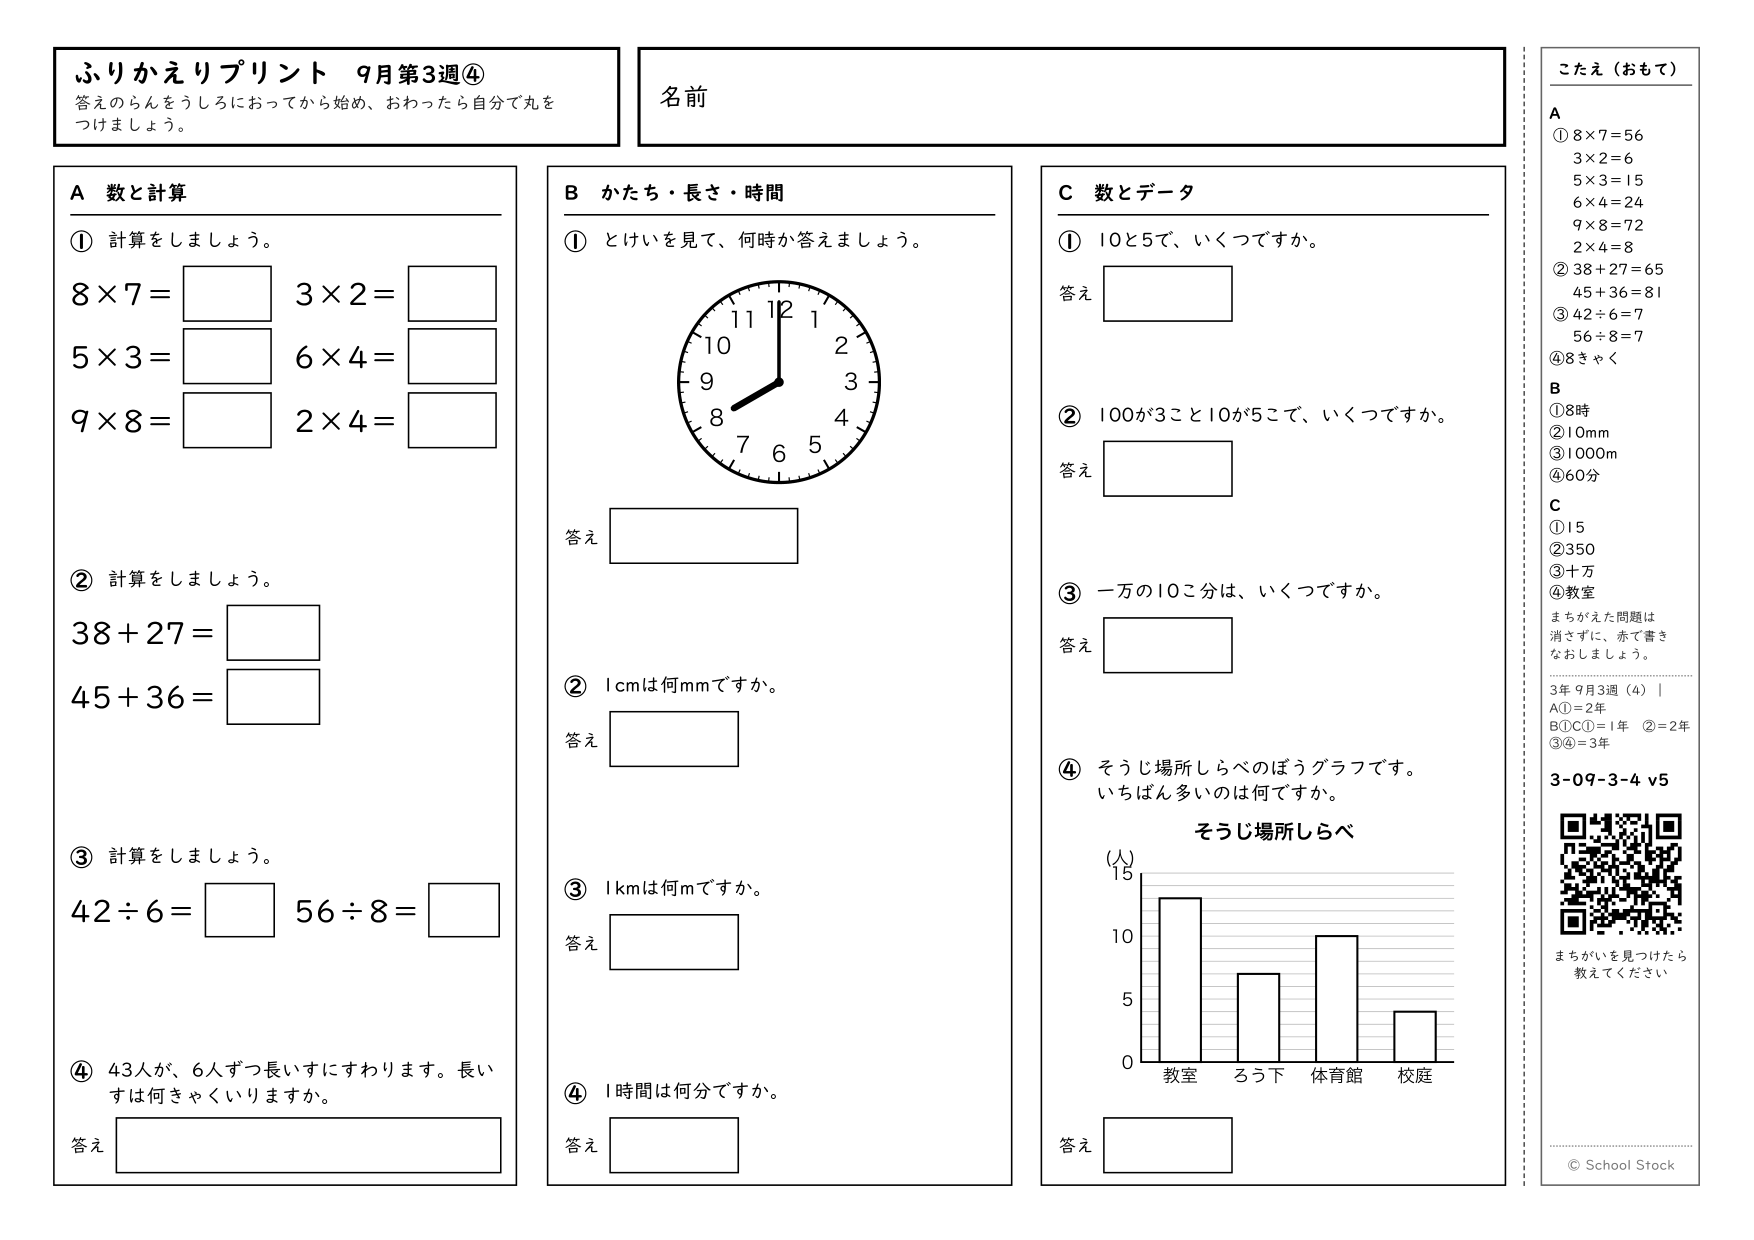 ふりかえりプリント　9月第3週④
答えのらんをうしろにおってから始め、おわったら自分で丸を
つけましょう。
名前
A　数と計算
① 計算をしましょう。
8×7＝
3×2＝
5×3＝
6×4＝
9×8＝
2×4＝
② 計算をしましょう。
38＋27＝
45＋36＝
③ 計算をしましょう。
42÷6＝
56÷8＝
④ 43人が、6人ずつ長いすにすわります。長い
すは何きゃくいりますか。
答え
B　かたち・長さ・時間
① とけいを見て、何時か答えましょう。
12
1
2
3
4
5
6
7
8
9
10
11
答え
② 1cmは何mmですか。
答え
③ 1kmは何mですか。
答え
④ 1時間は何分ですか。
答え
C　数とデータ
① 10と5で、いくつですか。
答え
② 100が3こと10が5こで、いくつですか。
答え
③ 一万の10こ分は、いくつですか。
答え
④ そうじ場所しらべのぼうグラフです。
いちばん多いのは何ですか。
そうじ場所しらべ
(人)
15
10
5
0
教室
ろう下
体育館
校庭
答え
こたえ（おもて）
A
① 8×7＝56
3×2＝6
5×3＝15
6×4＝24
9×8＝72
2×4＝8
② 38＋27＝65
45＋36＝81
③ 42÷6＝7
56÷8＝7
④8きゃく
B
①8時
②10mm
③1000m
④60分
C
①15
②350
③十万
④教室
まちがえた問題は
消さずに、赤で書き
なおしましょう。
3年 9月3週（4）｜
A①＝2年
B①C①＝1年　②＝2年
③④＝3年
3-09-3-4 v5
まちがいを見つけたら
教えてください
© School Stock